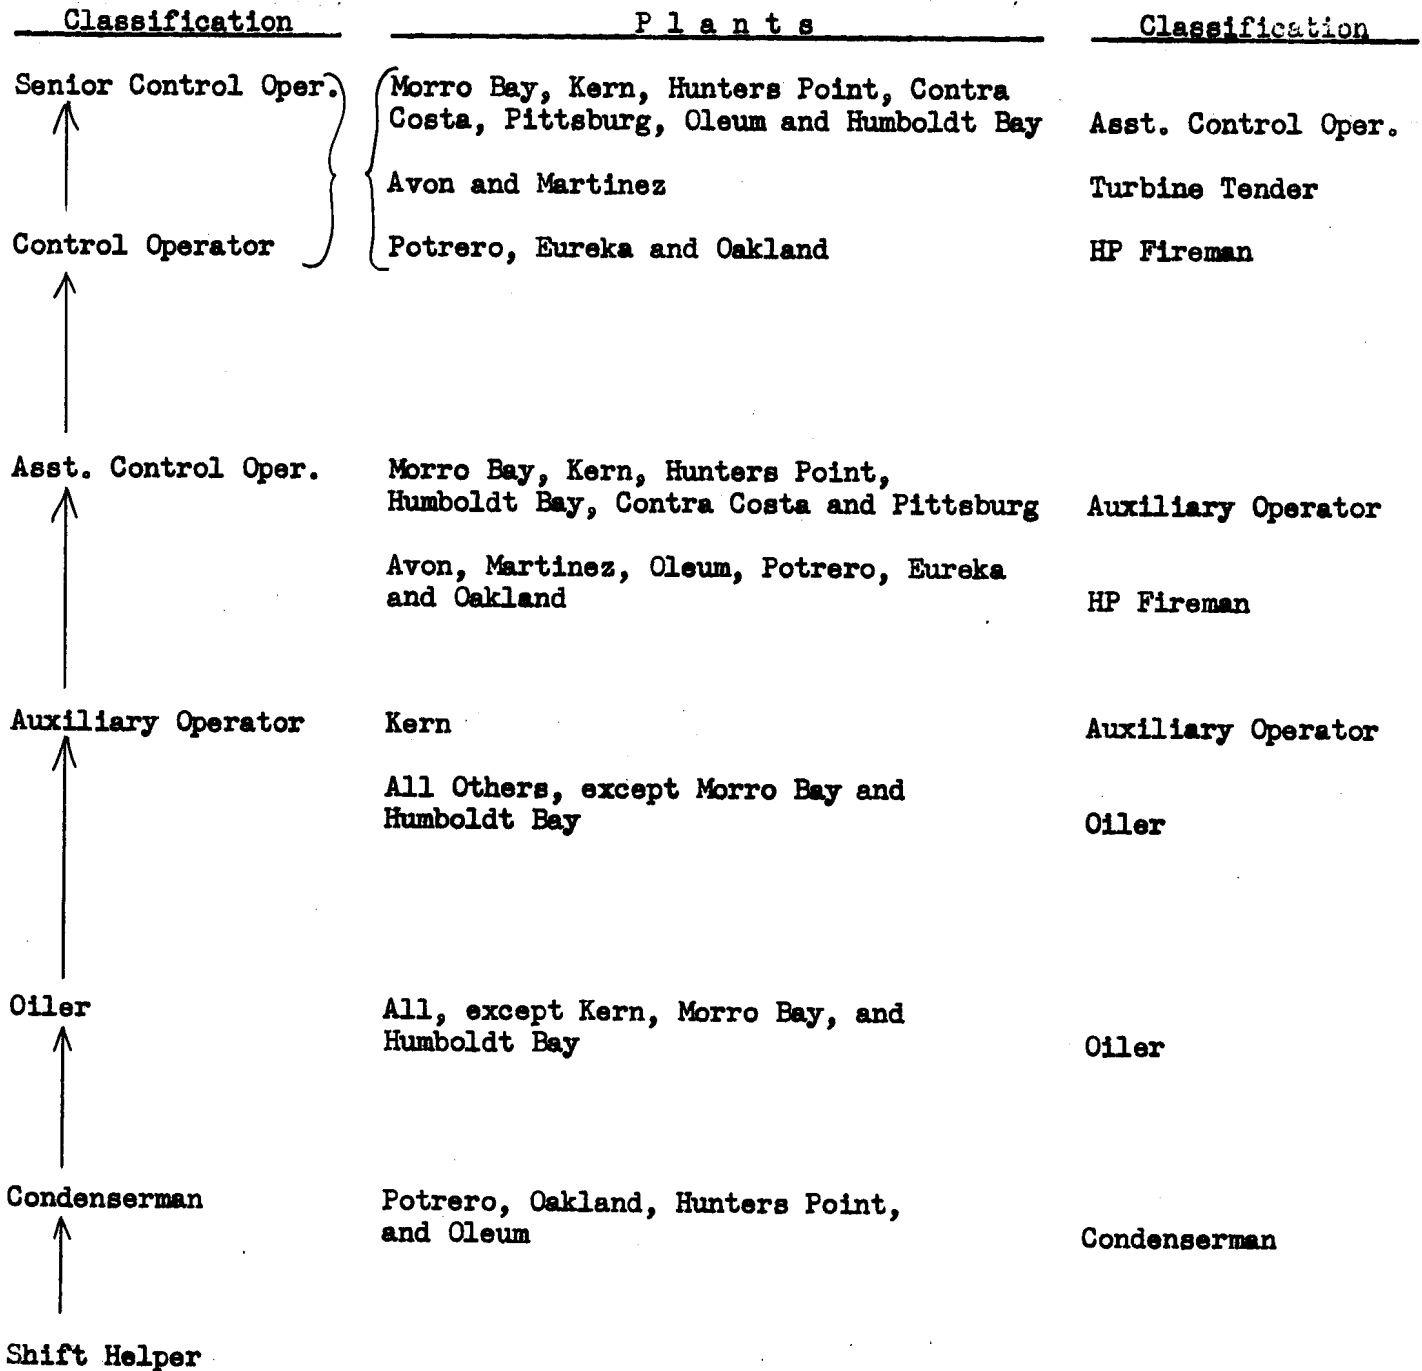 Classification P l a n t s Classification
Senior Control Oper. Morro Bay, Kern, Hunters Point, Contra
Costa, Pittsburg, Oleum and Humboldt Bay Asst. Control Oper.
Avon and Martinez Turbine Tender
Control Operator Potrero, Eureka and Oakland HP Fireman
Asst. Control Oper. Morro Bay, Kern, Hunters Point,
Humboldt Bay, Contra Costa and Pittsburg Auxiliary Operator
Avon, Martinez, Oleum, Potrero, Eureka
and Oakland HP Fireman
Auxiliary Operator Kern Auxiliary Operator
All Others, except Morro Bay and
Humboldt Bay Oiler
Oiler All, except Kern, Morro Bay, and
Humboldt Bay Oiler
Condenserman Potrero, Oakland, Hunters Point,
and Oleum Condenserman
Shift Helper